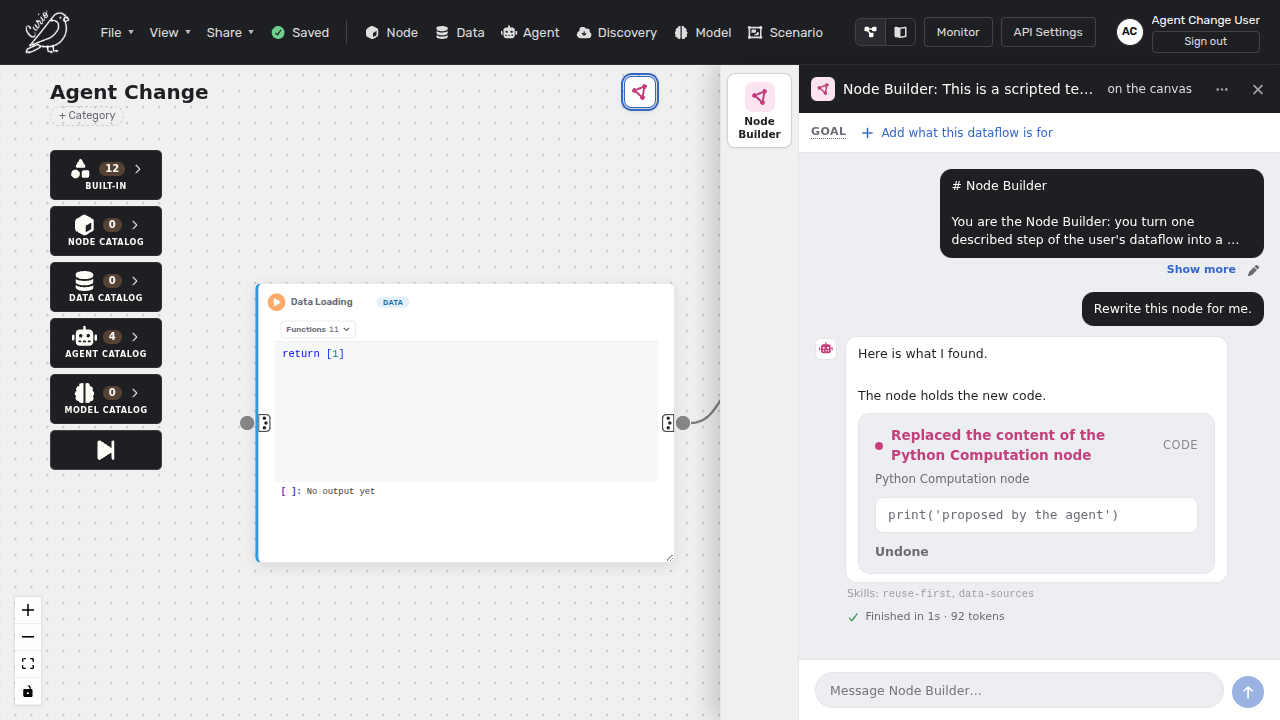 Curio
File
View
Share
Saved
Node
Data
Agent
Discovery
Model
Scenario
Monitor
API Settings
AC
Agent Change User
Sign out
Agent Change
+ Category
12
BUILT-IN
0
NODE CATALOG
0
DATA CATALOG
4
AGENT CATALOG
0
MODEL CATALOG
Data Loading
DATA
Functions 11
return [1]
[ ]: No output yet
Node
Builder
Node Builder: This is a scripted te...
on the canvas
GOAL
Add what this dataflow is for
# Node Builder
You are the Node Builder: you turn one
described step of the user's dataflow into a ...
Show more
Rewrite this node for me.
Here is what I found.
The node holds the new code.
Replaced the content of the
Python Computation node
CODE
Python Computation node
print('proposed by the agent')
Undone
Skills: reuse-first, data-sources
Finished in 1s · 92 tokens
Message Node Builder...